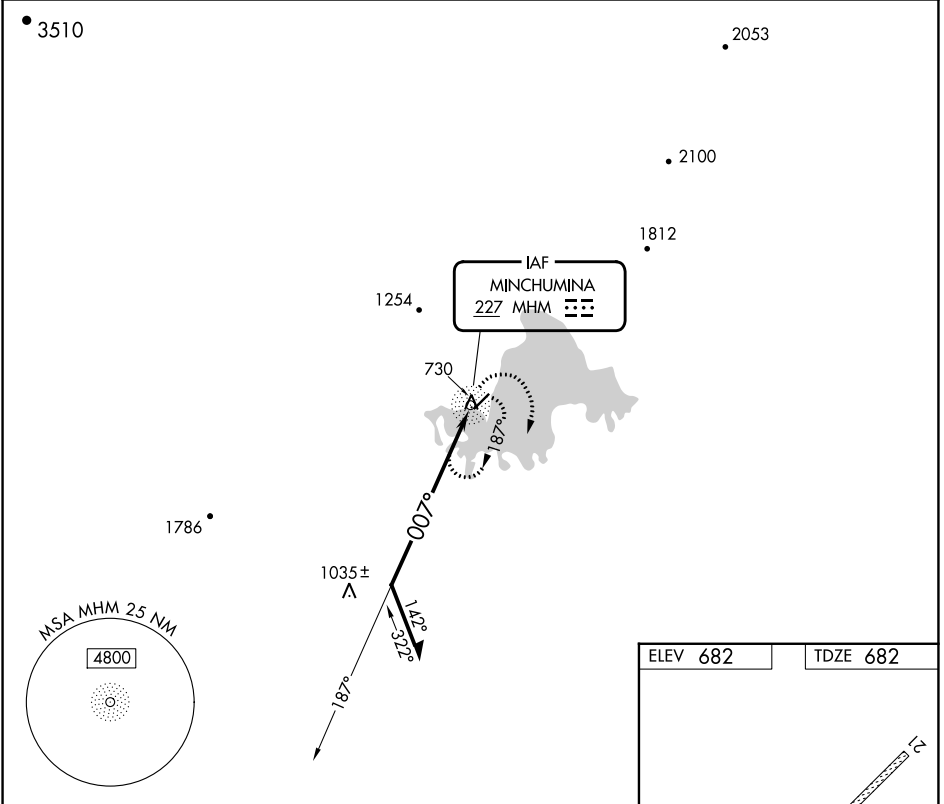 3510
2053
2100
1812
IAF
MINCHUMINA
227 MHM
1254
730
187°
007°
1786
1035±
142°
322°
187°
MSA MHM 25 NM
4800
ELEV 682
TDZE 682
21